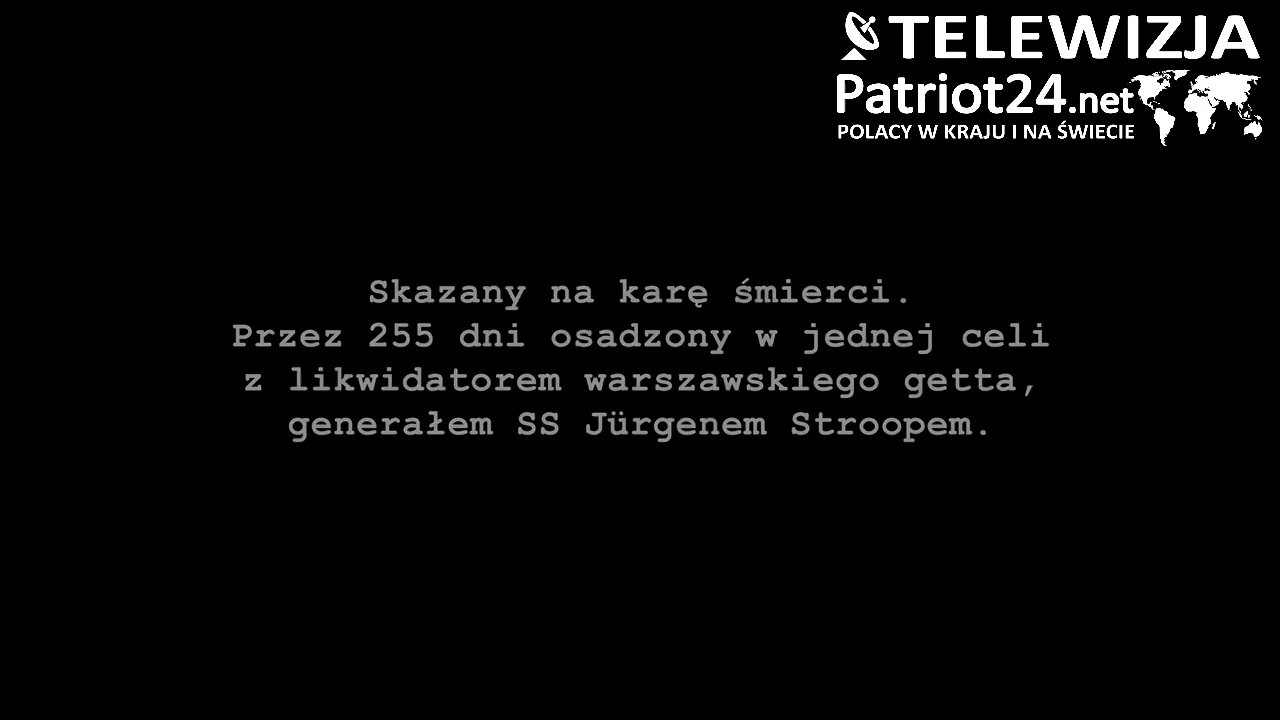 TELEWIZJA
Patriot24.net
POLACY W KRAJU I NA ŚWIECIE
Skazany na karę śmierci.
Przez 255 dni osadzony w jednej celi
z likwidatorem warszawskiego getta,
generałem SS Jürgenem Stroopem.